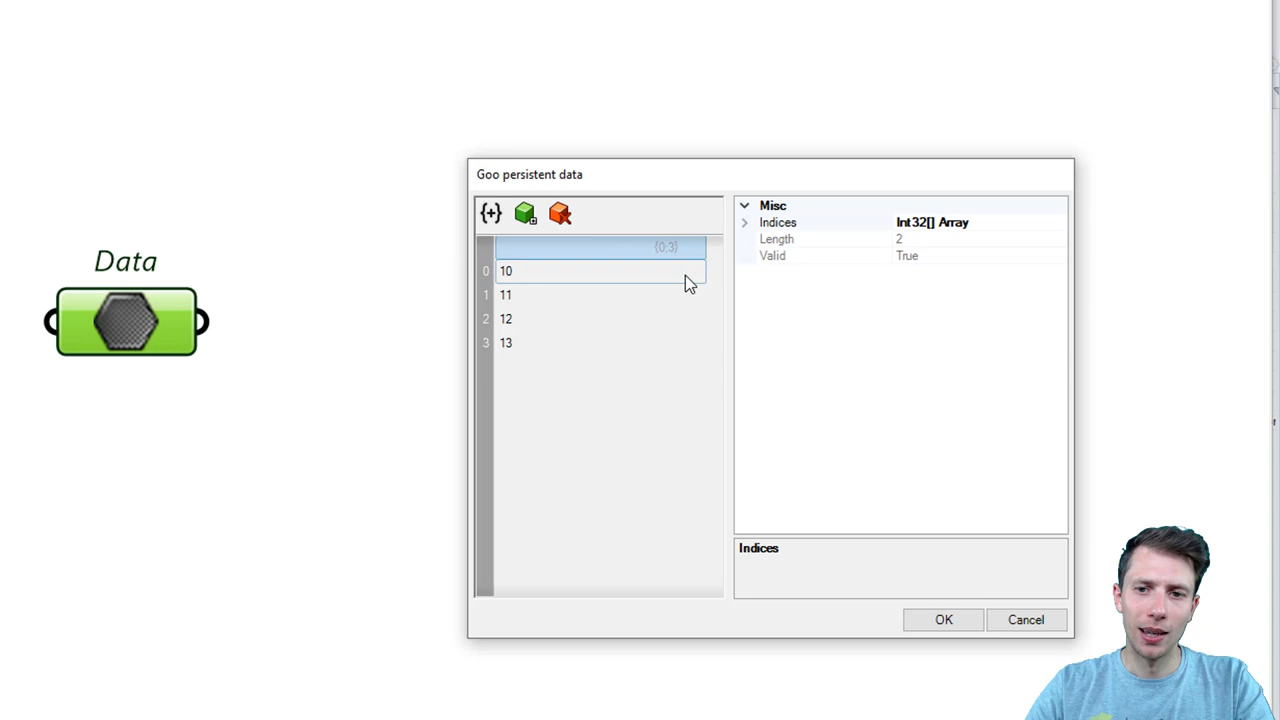 Data
Goo persistent data
{+}
{0;3}
0 10
1 11
2 12
3 13
Misc
Indices Int32[] Array
Length 2
Valid True
Indices
OK Cancel